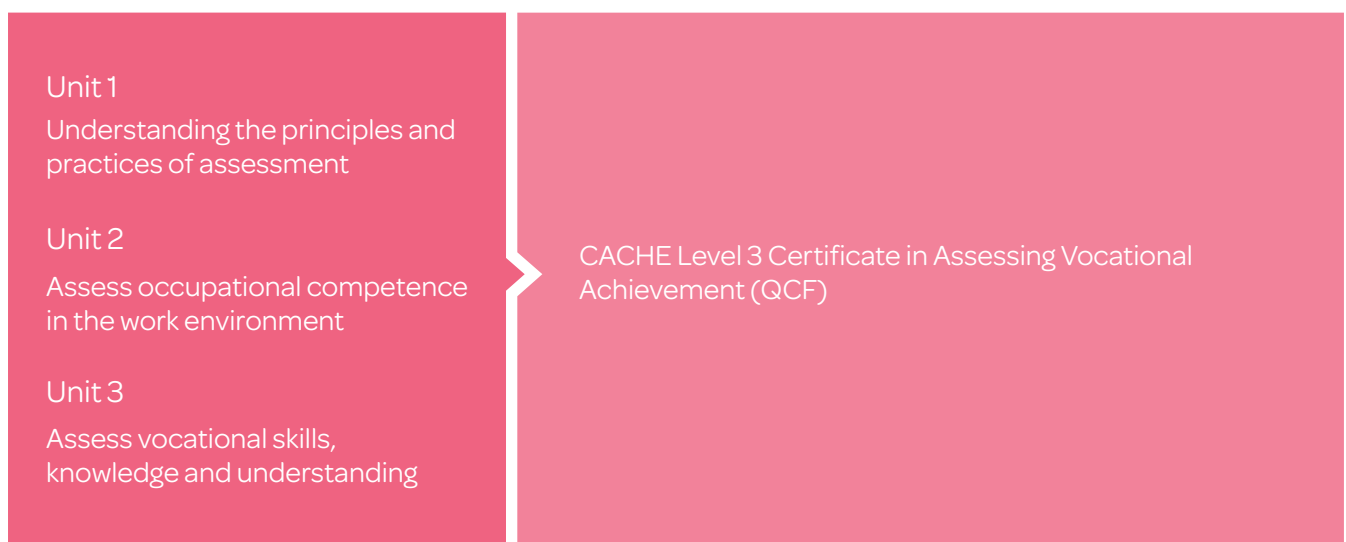 Unit 1
Understanding the principles and
practices of assessment
Unit 2
Assess occupational competence
in the work environment
Unit 3
Assess vocational skills,
knowledge and understanding
CACHE Level 3 Certificate in Assessing Vocational
Achievement (QCF)